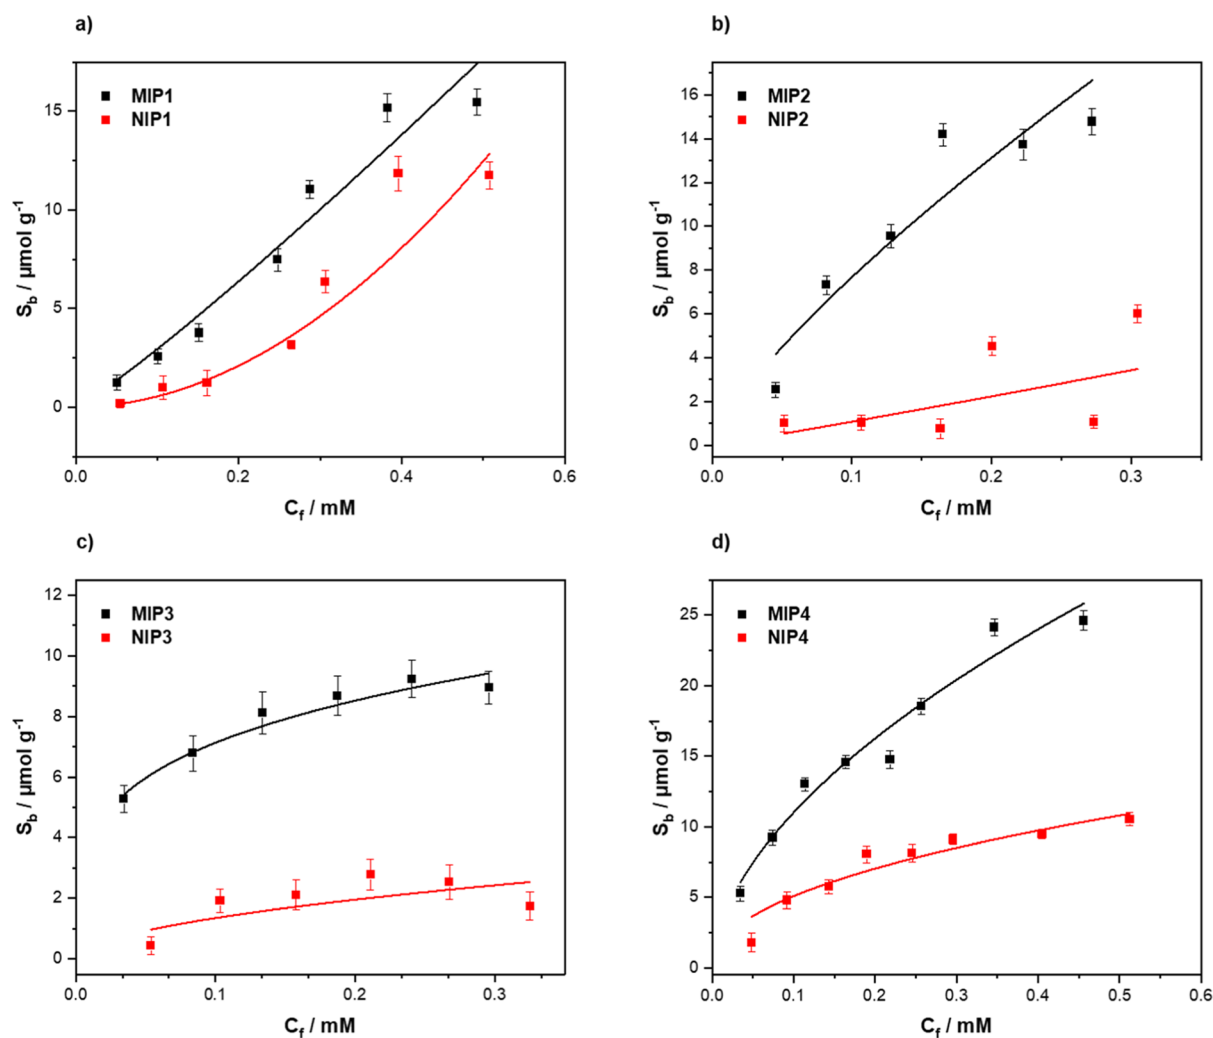 a)
MIP1
NIP1
15
10
5
0
0.0 0.2 0.4 0.6
S_b / µmol g⁻¹
C_f / mM
b)
MIP2
NIP2
16
14
12
10
8
6
4
2
0
0.0 0.1 0.2 0.3
S_b / µmol g⁻¹
C_f / mM
c)
MIP3
NIP3
12
10
8
6
4
2
0
0.0 0.1 0.2 0.3
S_b / µmol g⁻¹
C_f / mM
d)
MIP4
NIP4
25
20
15
10
5
0
0.0 0.1 0.2 0.3 0.4 0.5 0.6
S_b / µmol g⁻¹
C_f / mM